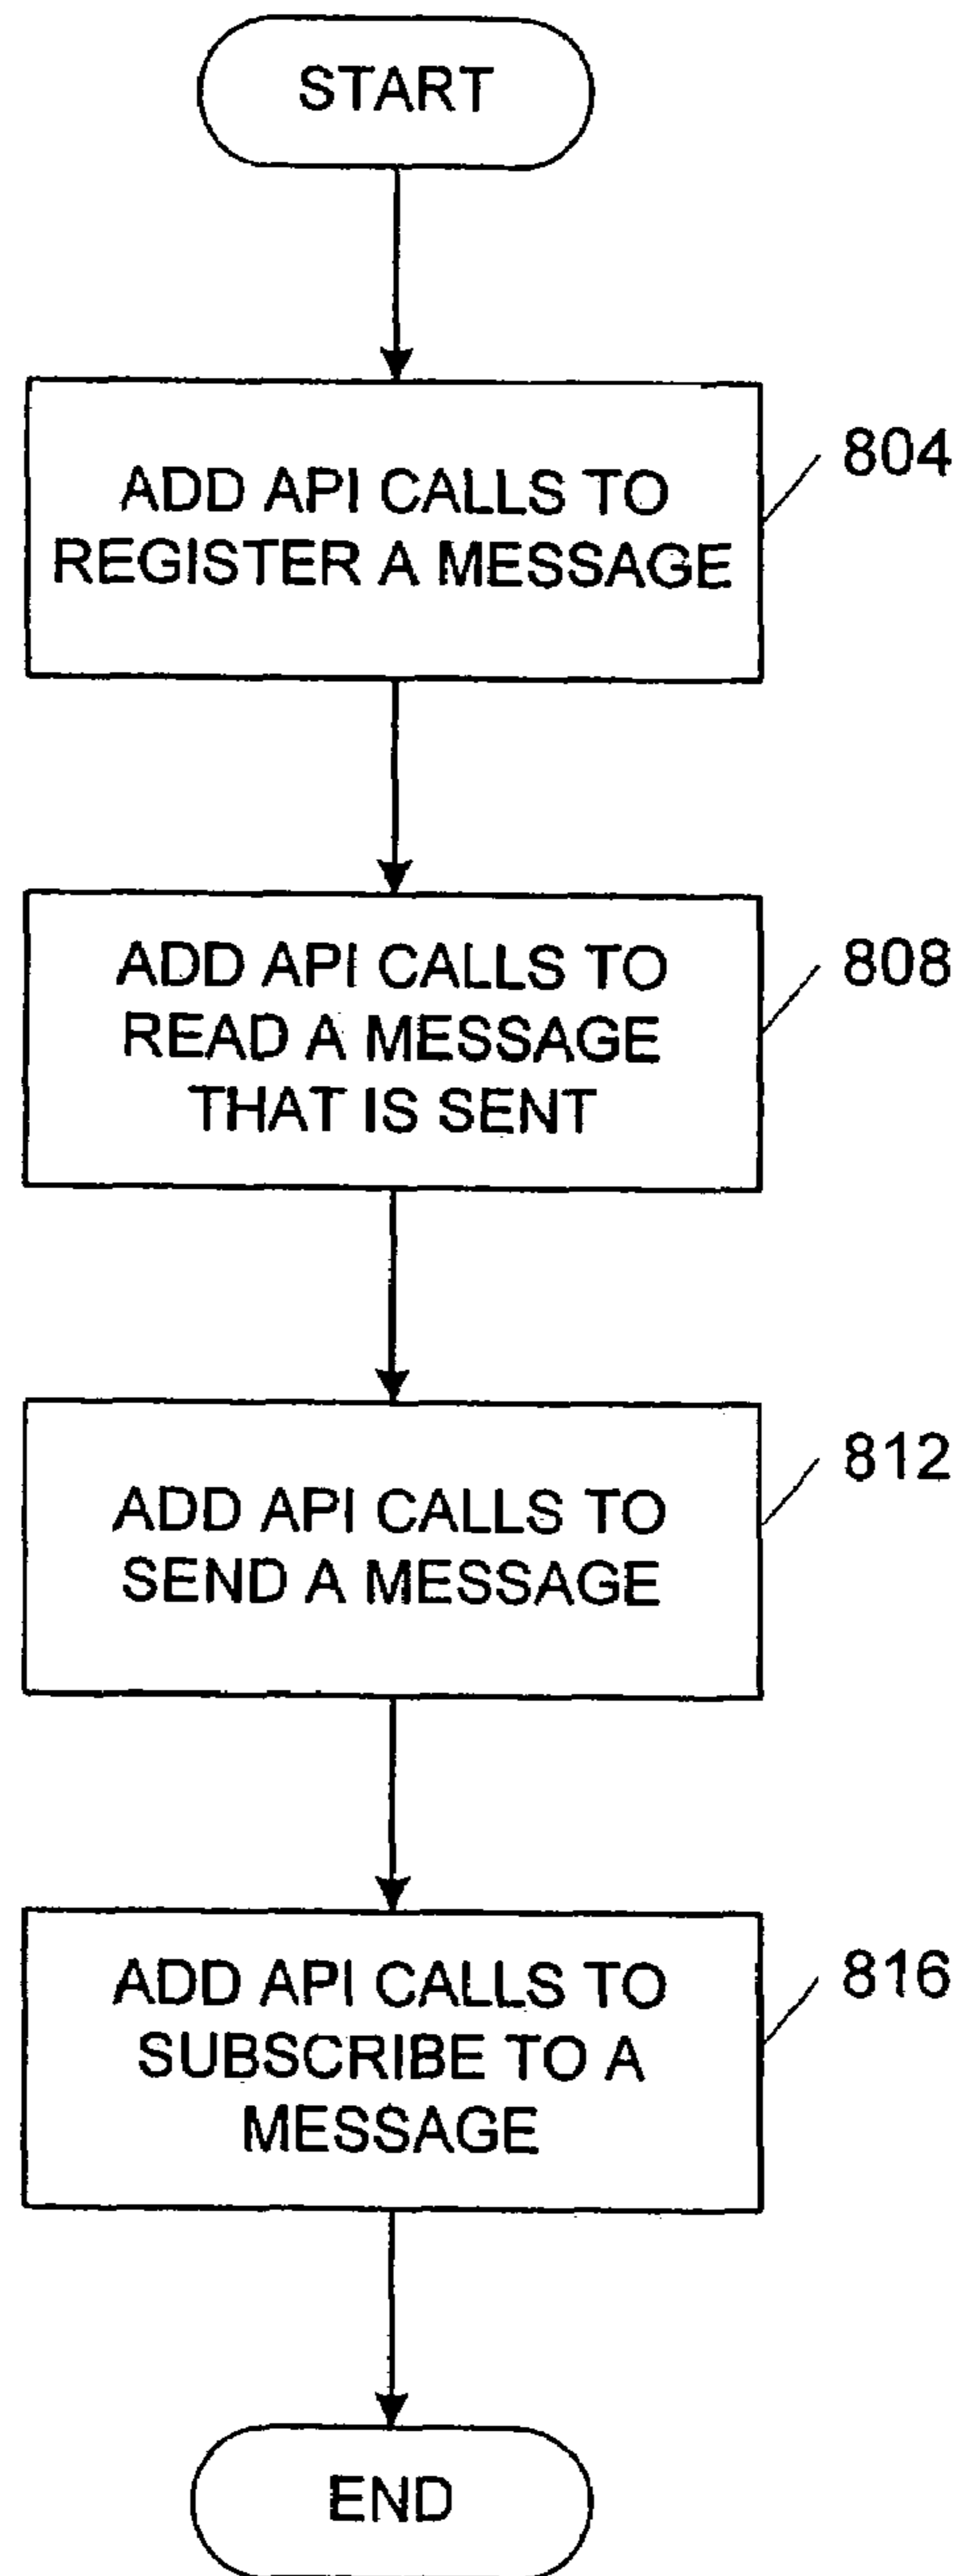 START
ADD API CALLS TO
REGISTER A MESSAGE
804
ADD API CALLS TO
READ A MESSAGE
THAT IS SENT
808
ADD API CALLS TO
SEND A MESSAGE
812
ADD API CALLS TO
SUBSCRIBE TO A
MESSAGE
816
END